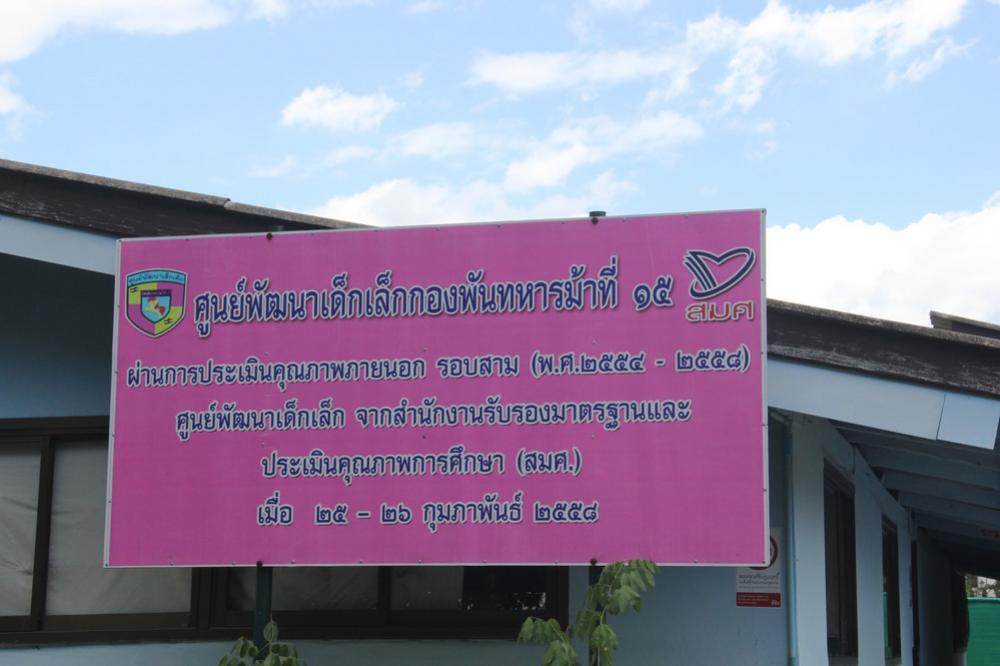 ศูนย์พัฒนาเด็กเล็กกองพันทหารม้าที่ ๑๕
สมศ
ผ่านการประเมินคุณภาพภายนอก รอบสาม (พ.ศ.๒๕๕๔ - ๒๕๕๘)
ศูนย์พัฒนาเด็กเล็ก จากสำนักงานรับรองมาตรฐานและ
ประเมินคุณภาพการศึกษา (สมศ.)
เมื่อ ๒๕ - ๒๖ กุมภาพันธ์ ๒๕๕๘